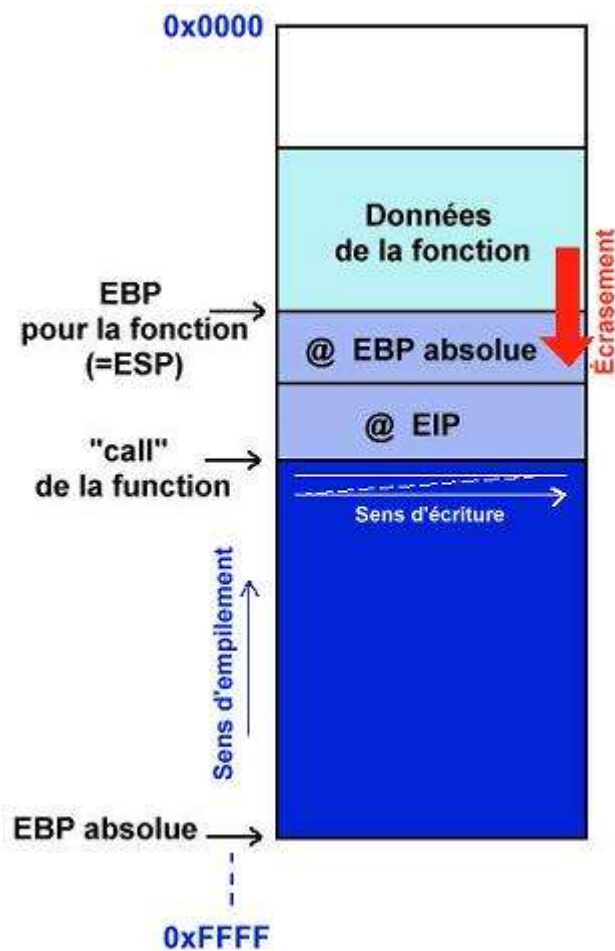 0x0000
Données
de la fonction
Écrasement
EBP
pour la fonction
(=ESP)
@ EBP absolue
@ EIP
"call"
de la function
Sens d'écriture
Sens d'empilement
EBP absolue
0xFFFF